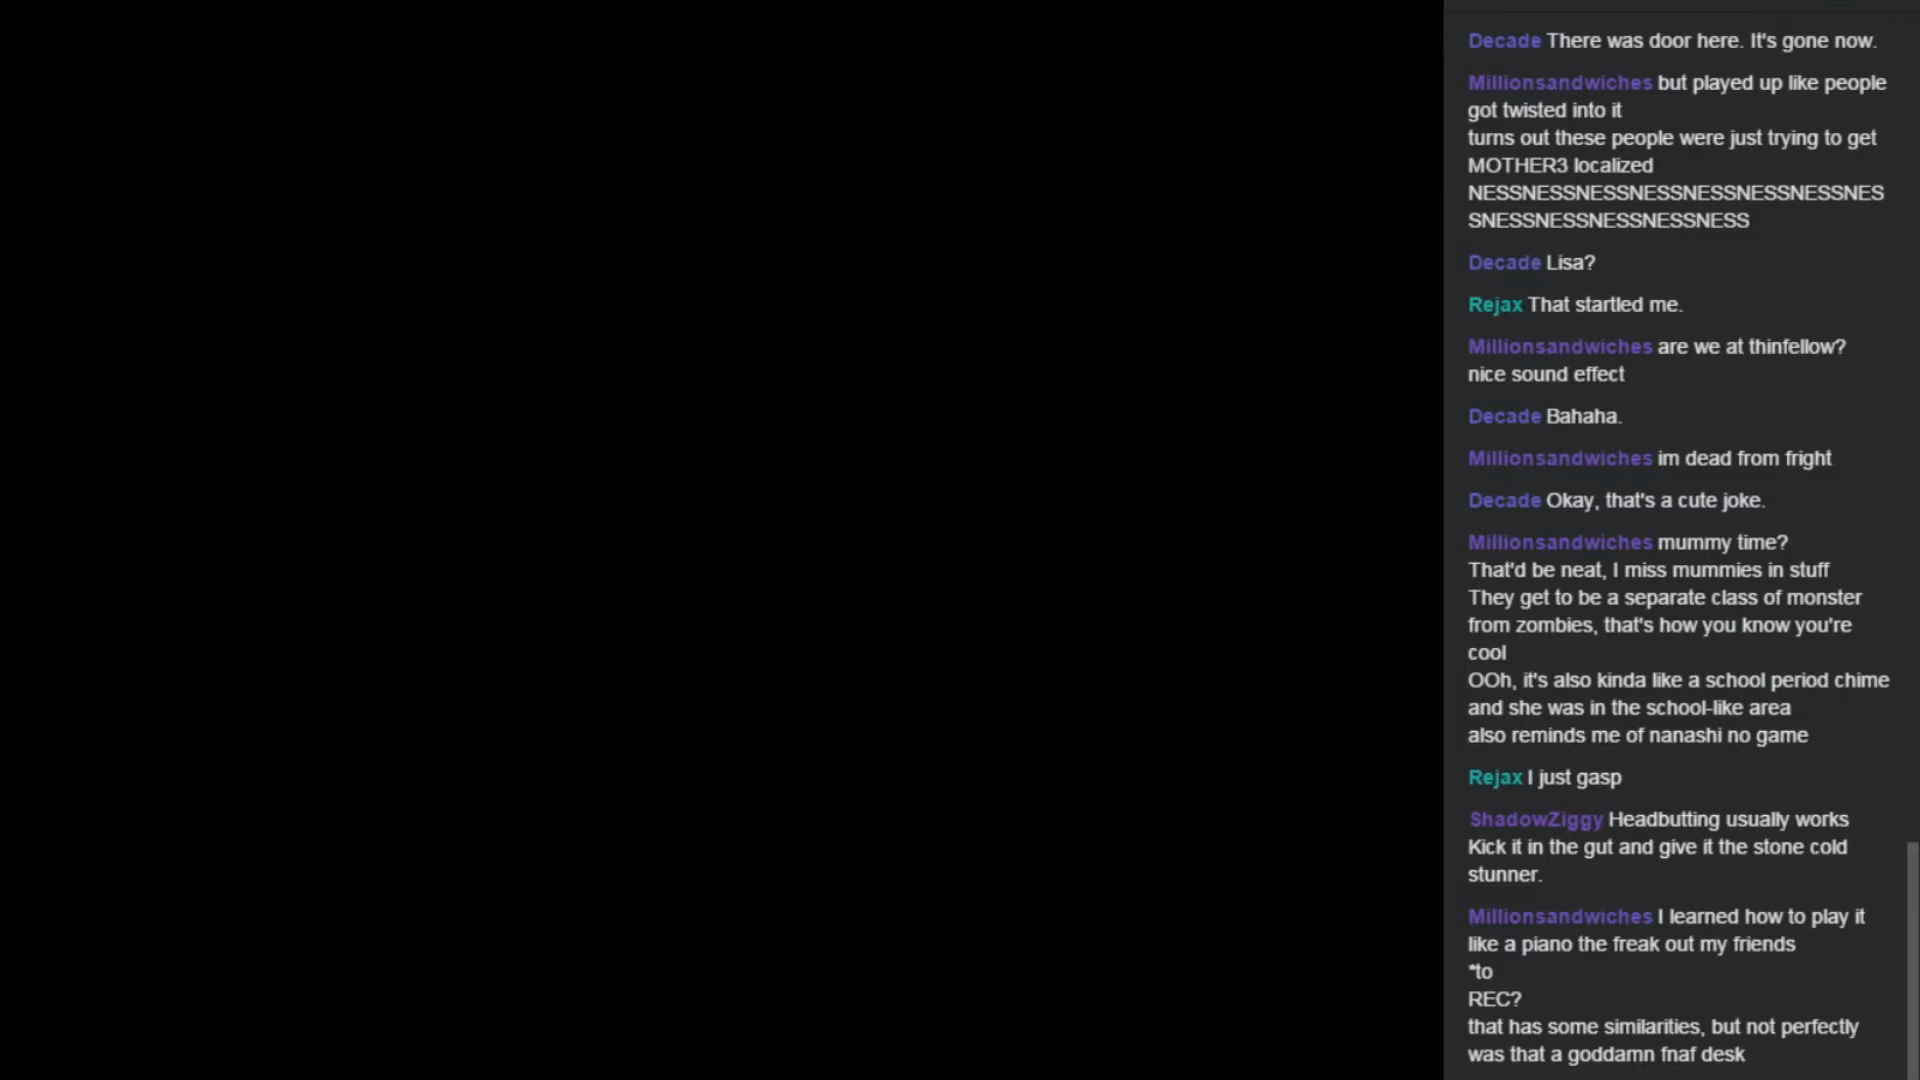 Decade There was door here. It's gone now.
Millionsandwiches but played up like people
got twisted into it
turns out these people were just trying to get
MOTHER3 localized
NESSNESSNESSNESSNESSNESSNESSNES
SNESSNESSNESSNESSNESS
Decade Lisa?
Rejax That startled me.
Millionsandwiches are we at thinfellow?
nice sound effect
Decade Bahaha.
Millionsandwiches im dead from fright
Decade Okay, that's a cute joke.
Millionsandwiches mummy time?
That'd be neat, I miss mummies in stuff
They get to be a separate class of monster
from zombies, that's how you know you're
cool
OOh, it's also kinda like a school period chime
and she was in the school-like area
also reminds me of nanashi no game
Rejax I just gasp
ShadowZiggy Headbutting usually works
Kick it in the gut and give it the stone cold
stunner.
Millionsandwiches I learned how to play it
like a piano the freak out my friends
*to
REC?
that has some similarities, but not perfectly
was that a goddamn fnaf desk